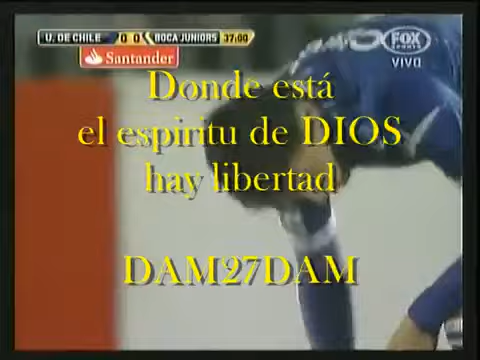 U. DE CHILE 0 0 BOCA JUNIORS 37:00
FOX
SPORTS
VIVO
Santander
Donde está
el espiritu de DIOS
hay libertad
DAM27DAM